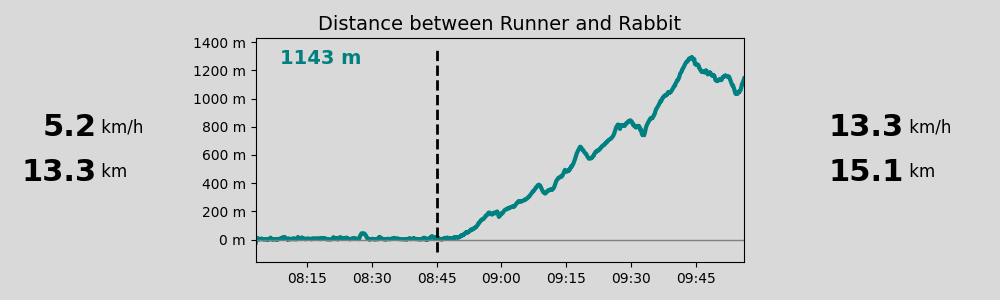 Distance between Runner and Rabbit
1143 m
1400 m
1200 m
1000 m
800 m
600 m
400 m
200 m
0 m
08:15 08:30 08:45 09:00 09:15 09:30 09:45
5.2 km/h
13.3 km
13.3 km/h
15.1 km